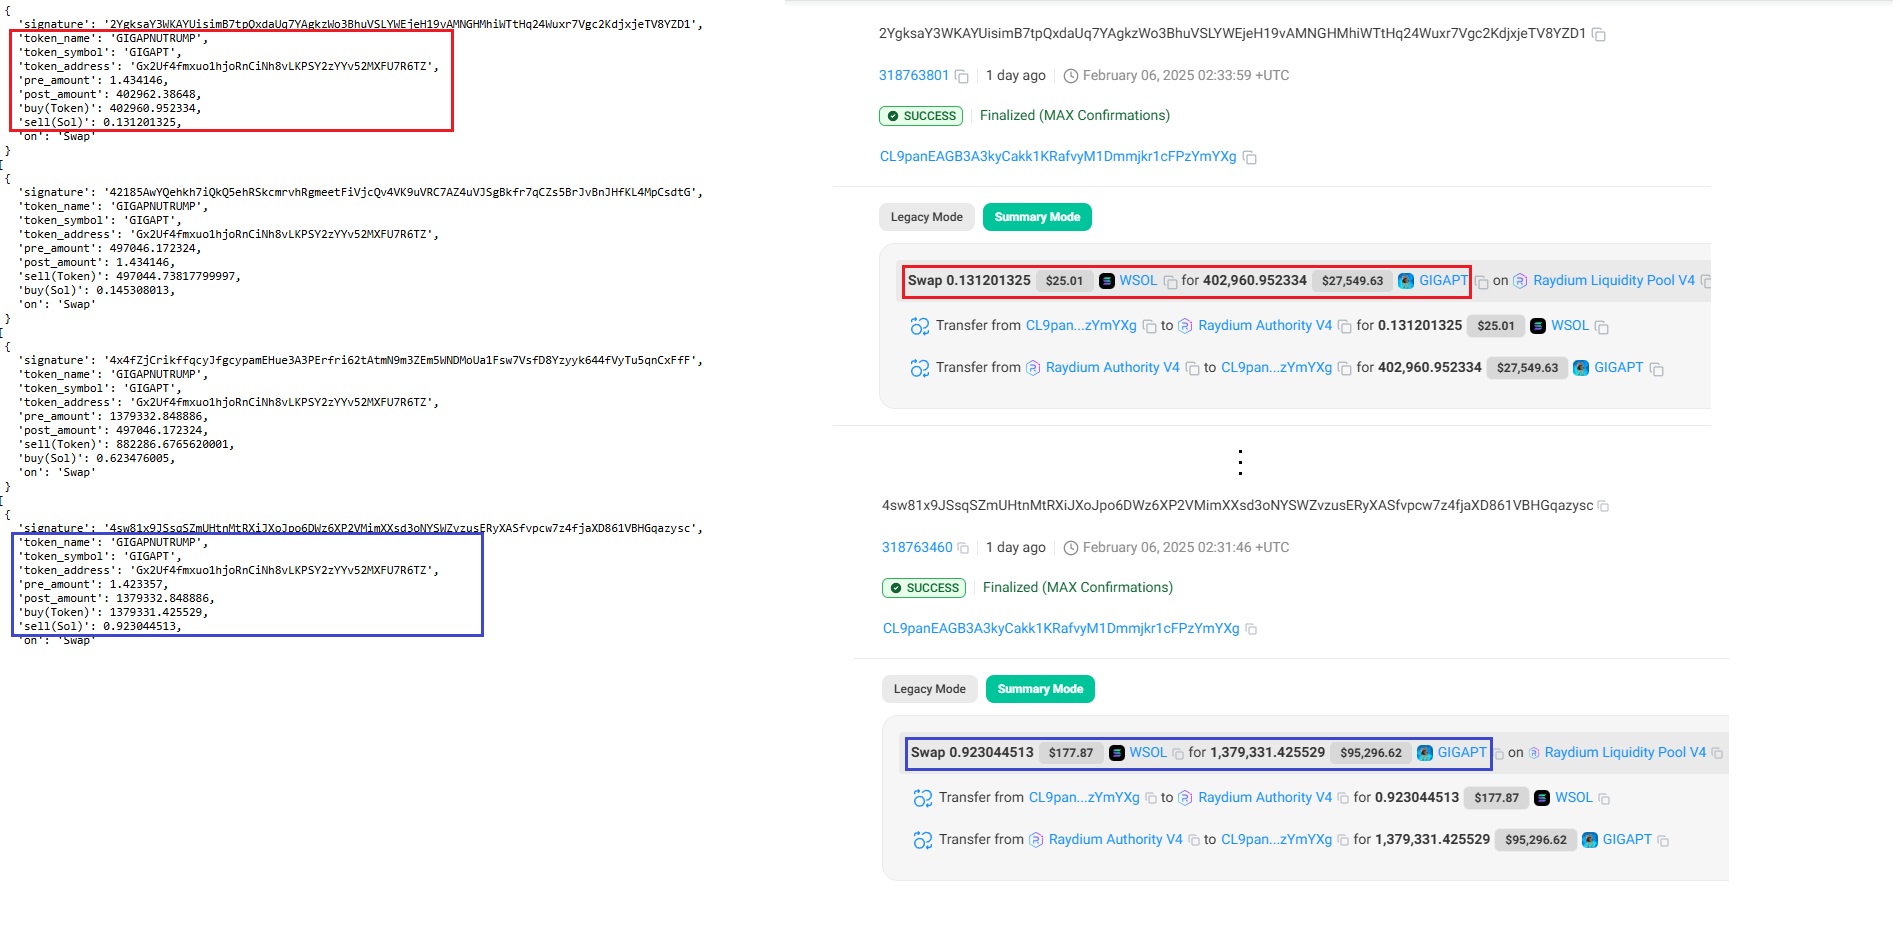 {
'signature': '2YgksaY3WKAYUisimB7tpQxdaUq7YAgkzWo3BhuVSLYWEjeH19vAMNGHMhiWTtHq24Wuxr7Vgc2KdjxjeTV8YZD1',
'token_name': 'GIGAPNUTRUMP',
'token_symbol': 'GIGAPT',
'token_address': 'Gx2Uf4fmxuo1hjoRnCiNh8vLKPSY2zYYv52MXFU7R6TZ',
'pre_amount': 1.434146,
'post_amount': 402962.38648,
'buy(Token)': 402960.952334,
'sell(Sol)': 0.131201325,
'on': 'Swap'
}
[
{
'signature': '42185AwYQehkh7iQkQ5ehRSkcmrvhRgmeetFiVjcQv4VK9uVRC7AZ4uVJSgBkfr7qCZs5BrJvBnJHfKL4MpCsdtG',
'token_name': 'GIGAPNUTRUMP',
'token_symbol': 'GIGAPT',
'token_address': 'Gx2Uf4fmxuo1hjoRnCiNh8vLKPSY2zYYv52MXFU7R6TZ',
'pre_amount': 497046.172324,
'post_amount': 1.434146,
'sell(Token)': 497044.73817799997,
'buy(Sol)': 0.145308013,
'on': 'Swap'
}
[
{
'signature': '4x4fZjCrikffqcyJfgcypamEHue3A3PErfri62tAtmN9m3ZEm5WNDMoUa1Fsw7VsfD8Yzyyk644fVyTu5qnCxFfF',
'token_name': 'GIGAPNUTRUMP',
'token_symbol': 'GIGAPT',
'token_address': 'Gx2Uf4fmxuo1hjoRnCiNh8vLKPSY2zYYv52MXFU7R6TZ',
'pre_amount': 1379332.848886,
'post_amount': 497046.172324,
'sell(Token)': 882286.6765620001,
'buy(Sol)': 0.623476005,
'on': 'Swap'
}
[
{
'signature': '4sw81x9JSsqSZmUHtnMtRXiJXoJpo6DWz6XP2VMimXXsd3oNYSWZvzusERyXASfvpcw7z4fjaXD861VBHGqazysc',
'token_name': 'GIGAPNUTRUMP',
'token_symbol': 'GIGAPT',
'token_address': 'Gx2Uf4fmxuo1hjoRnCiNh8vLKPSY2zYYv52MXFU7R6TZ',
'pre_amount': 1.423357,
'post_amount': 1379332.848886,
'buy(Token)': 1379331.425529,
'sell(Sol)': 0.923044513,
'on': 'Swap'
2YgksaY3WKAYUisimB7tpQxdaUq7YAgkzWo3BhuVSLYWEjeH19vAMNGHMhiWTtHq24Wuxr7Vgc2KdjxjeTV8YZD1
318763801 1 day ago February 06, 2025 02:33:59 +UTC
SUCCESS Finalized (MAX Confirmations)
CL9panEAGB3A3kyCakk1KRafvyM1Dmmjkr1cFPzYmYXg
Legacy Mode Summary Mode
Swap 0.131201325 $25.01 WSOL for 402,960.952334 $27,549.63 GIGAPT on Raydium Liquidity Pool V4
Transfer from CL9pan...zYmYXg to Raydium Authority V4 for 0.131201325 $25.01 WSOL
Transfer from Raydium Authority V4 to CL9pan...zYmYXg for 402,960.952334 $27,549.63 GIGAPT
4sw81x9JSsqSZmUHtnMtRXiJXoJpo6DWz6XP2VMimXXsd3oNYSWZvzusERyXASfvpcw7z4fjaXD861VBHGqazysc
318763460 1 day ago February 06, 2025 02:31:46 +UTC
SUCCESS Finalized (MAX Confirmations)
CL9panEAGB3A3kyCakk1KRafvyM1Dmmjkr1cFPzYmYXg
Legacy Mode Summary Mode
Swap 0.923044513 $177.87 WSOL for 1,379,331.425529 $95,296.62 GIGAPT on Raydium Liquidity Pool V4
Transfer from CL9pan...zYmYXg to Raydium Authority V4 for 0.923044513 $177.87 WSOL
Transfer from Raydium Authority V4 to CL9pan...zYmYXg for 1,379,331.425529 $95,296.62 GIGAPT